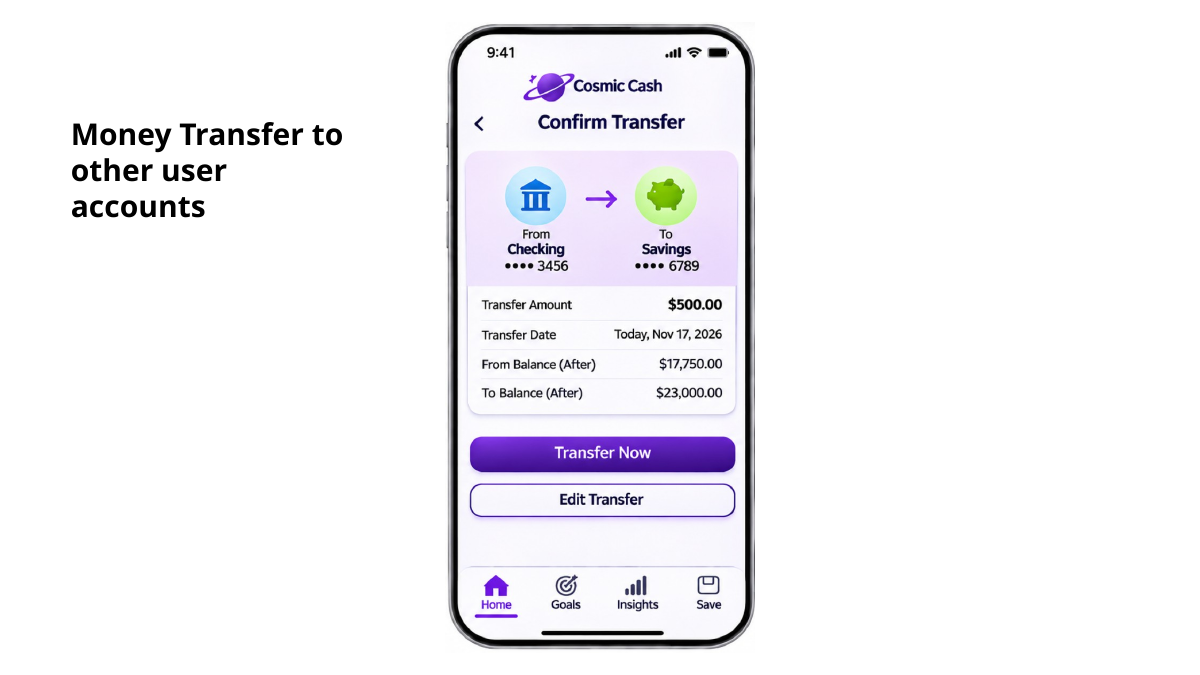 Money Transfer to
other user
accounts
9:41
Cosmic Cash
Confirm Transfer
From
Checking
•••• 3456
To
Savings
•••• 6789
Transfer Amount $500.00
Transfer Date Today, Nov 17, 2026
From Balance (After) $17,750.00
To Balance (After) $23,000.00
Transfer Now
Edit Transfer
Home Goals Insights Save